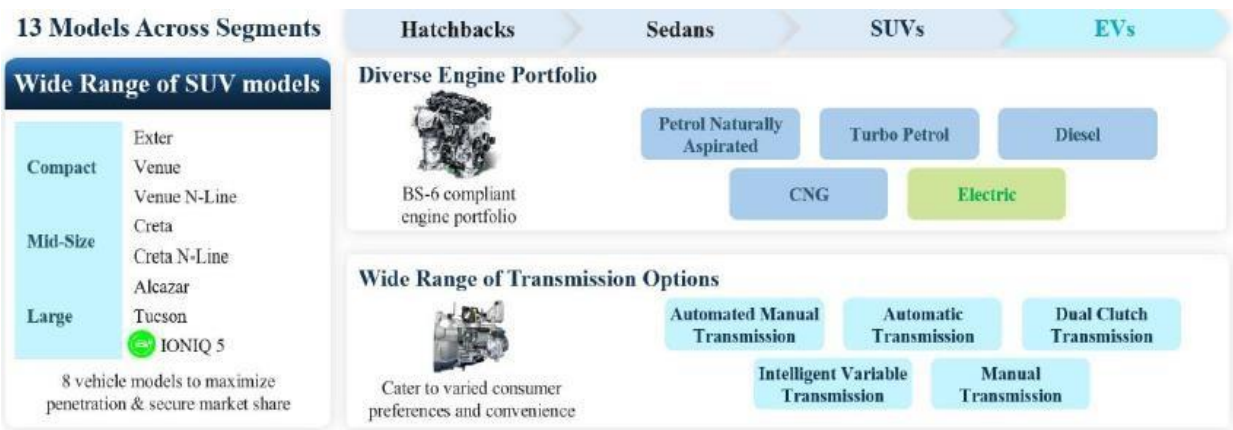 13 Models Across Segments
Hatchbacks
Sedans
SUVs
EVs
Wide Range of SUV models
Compact
Exter
Venue
Venue N-Line
Mid-Size
Creta
Creta N-Line
Large
Alcazar
Tucson
IONIQ 5
8 vehicle models to maximize
penetration & secure market share
Diverse Engine Portfolio
BS-6 compliant
engine portfolio
Petrol Naturally
Aspirated
Turbo Petrol
Diesel
CNG
Electric
Wide Range of Transmission Options
Cater to varied consumer
preferences and convenience
Automated Manual
Transmission
Automatic
Transmission
Dual Clutch
Transmission
Intelligent Variable
Transmission
Manual
Transmission